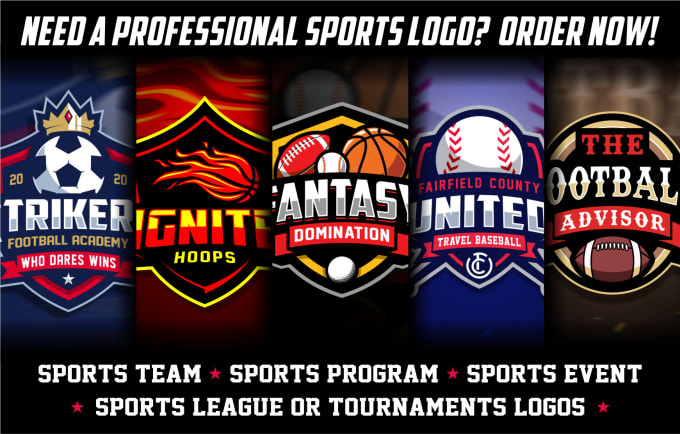 NEED A PROFESSIONAL SPORTS LOGO? ORDER NOW!
20 20
TRIKER
FOOTBALL ACADEMY
WHO DARES WINS
IGNITE
HOOPS
FANTASY
DOMINATION
FAIRFIELD COUNTY
UNITED
TRAVEL BASEBALL
THE
OOTBAL
ADVISOR
SPORTS TEAM ★ SPORTS PROGRAM ★ SPORTS EVENT
★ SPORTS LEAGUE OR TOURNAMENTS LOGOS ★